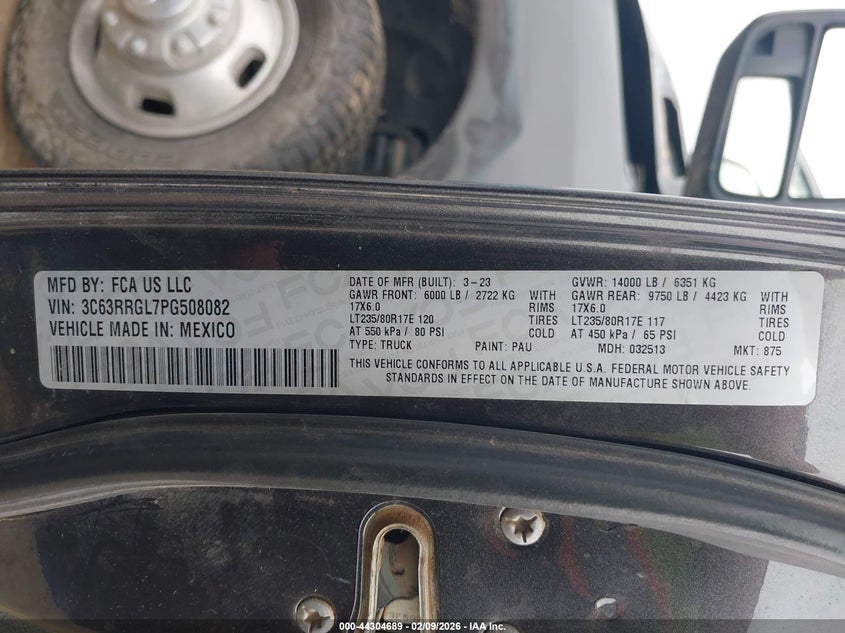 MFD BY: FCA US LLC
VIN: 3C63RRGL7PG508082
VEHICLE MADE IN: MEXICO
DATE OF MFR (BUILT): 3-23 GVWR: 14000 LB / 6351 KG
GAWR FRONT: 6000 LB / 2722 KG WITH GAWR REAR: 9750 LB / 4423 KG WITH
17X6.0 RIMS 17X6.0 RIMS
LT235/80R17E 120 TIRES LT235/80R17E 117 TIRES
AT 550 kPa / 80 PSI COLD AT 450 kPa / 65 PSI COLD
TYPE: TRUCK PAINT: PAU MDH: 032513 MKT: 875
THIS VEHICLE CONFORMS TO ALL APPLICABLE U.S.A. FEDERAL MOTOR VEHICLE SAFETY
STANDARDS IN EFFECT ON THE DATE OF MANUFACTURE SHOWN ABOVE.
000-44304689 - 02/09/2026 - IAA Inc.